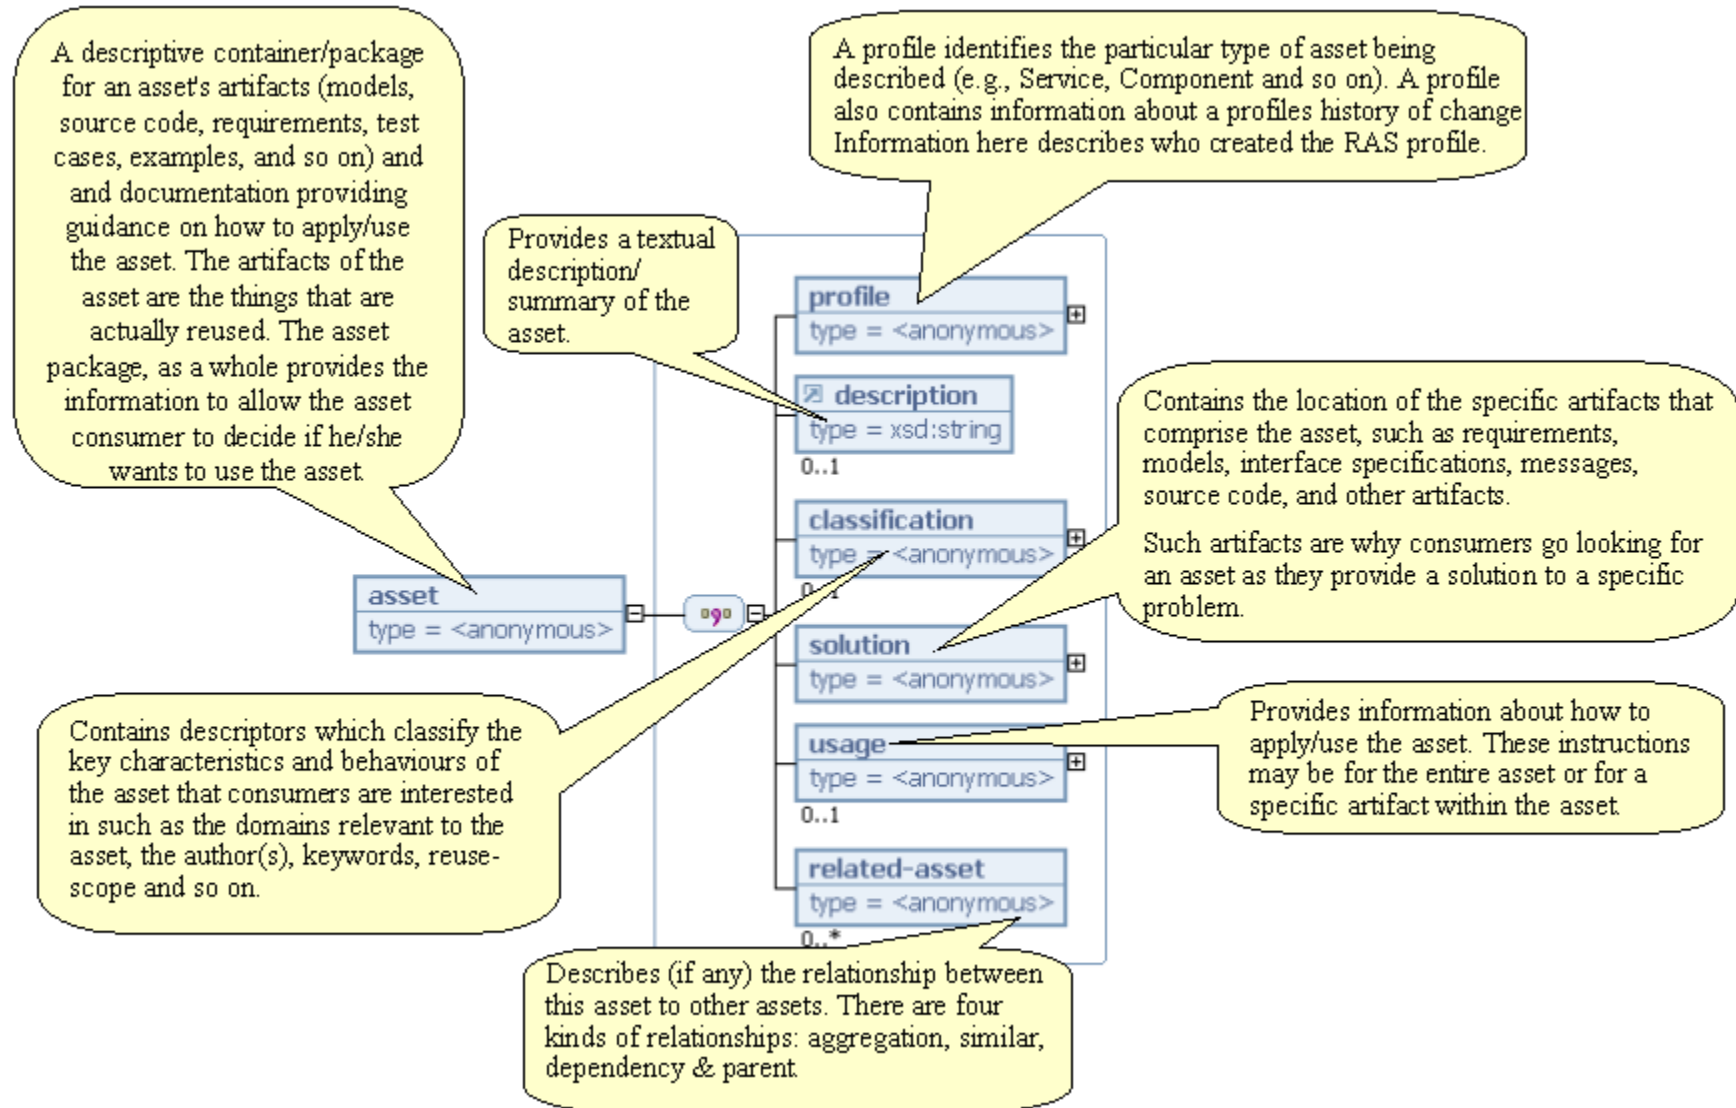 A descriptive container/package
for an asset's artifacts (models,
source code, requirements, test
cases, examples, and so on) and
and documentation providing
guidance on how to apply/use
the asset. The artifacts of the
asset are the things that are
actually reused. The asset
package, as a whole provides the
information to allow the asset
consumer to decide if he/she
wants to use the asset.
A profile identifies the particular type of asset being
described (e.g., Service, Component and so on). A profile
also contains information about a profiles history of change
Information here describes who created the RAS profile.
Provides a textual
description/
summary of the
asset.
profile
type = <anonymous>
description
type = xsd:string
0..1
Contains the location of the specific artifacts that
comprise the asset, such as requirements,
models, interface specifications, messages,
source code, and other artifacts.
Such artifacts are why consumers go looking for
an asset as they provide a solution to a specific
problem.
classification
type = <anonymous>
0..1
asset
type = <anonymous>
solution
type = <anonymous>
Contains descriptors which classify the
key characteristics and behaviours of
the asset that consumers are interested
in such as the domains relevant to the
asset, the author(s), keywords, reuse-
scope and so on.
usage
type = <anonymous>
0..1
Provides information about how to
apply/use the asset. These instructions
may be for the entire asset or for a
specific artifact within the asset.
related-asset
type = <anonymous>
0..*
Describes (if any) the relationship between
this asset to other assets. There are four
kinds of relationships: aggregation, similar,
dependency & parent.